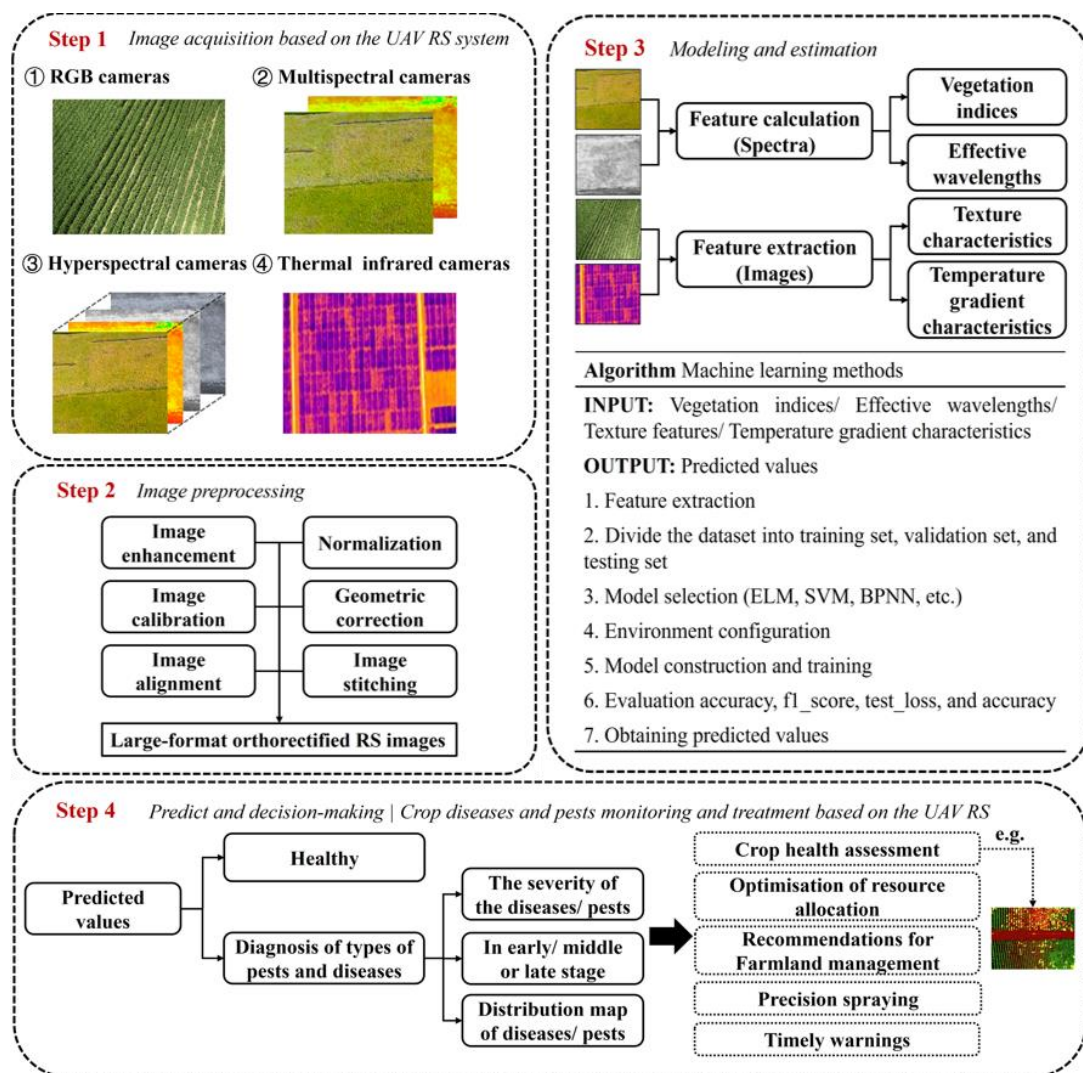 Step 1 Image acquisition based on the UAV RS system
① RGB cameras
② Multispectral cameras
③ Hyperspectral cameras
④ Thermal infrared cameras
Step 2 Image preprocessing
Image
enhancement
Normalization
Image
calibration
Geometric
correction
Image
alignment
Image
stitching
Large-format orthorectified RS images
Step 3 Modeling and estimation
Feature calculation
(Spectra)
Vegetation
indices
Effective
wavelengths
Feature extraction
(Images)
Texture
characteristics
Temperature
gradient
characteristics
Algorithm Machine learning methods
INPUT: Vegetation indices/ Effective wavelengths/
Texture features/ Temperature gradient characteristics
OUTPUT: Predicted values
1. Feature extraction
2. Divide the dataset into training set, validation set, and
testing set
3. Model selection (ELM, SVM, BPNN, etc.)
4. Environment configuration
5. Model construction and training
6. Evaluation accuracy, f1_score, test_loss, and accuracy
7. Obtaining predicted values
Step 4 Predict and decision-making | Crop diseases and pests monitoring and treatment based on the UAV RS
Predicted
values
Healthy
Diagnosis of types of
pests and diseases
The severity of
the diseases/ pests
In early/ middle
or late stage
Distribution map
of diseases/ pests
Crop health assessment
e.g.
Optimisation of resource
allocation
Recommendations for
Farmland management
Precision spraying
Timely warnings